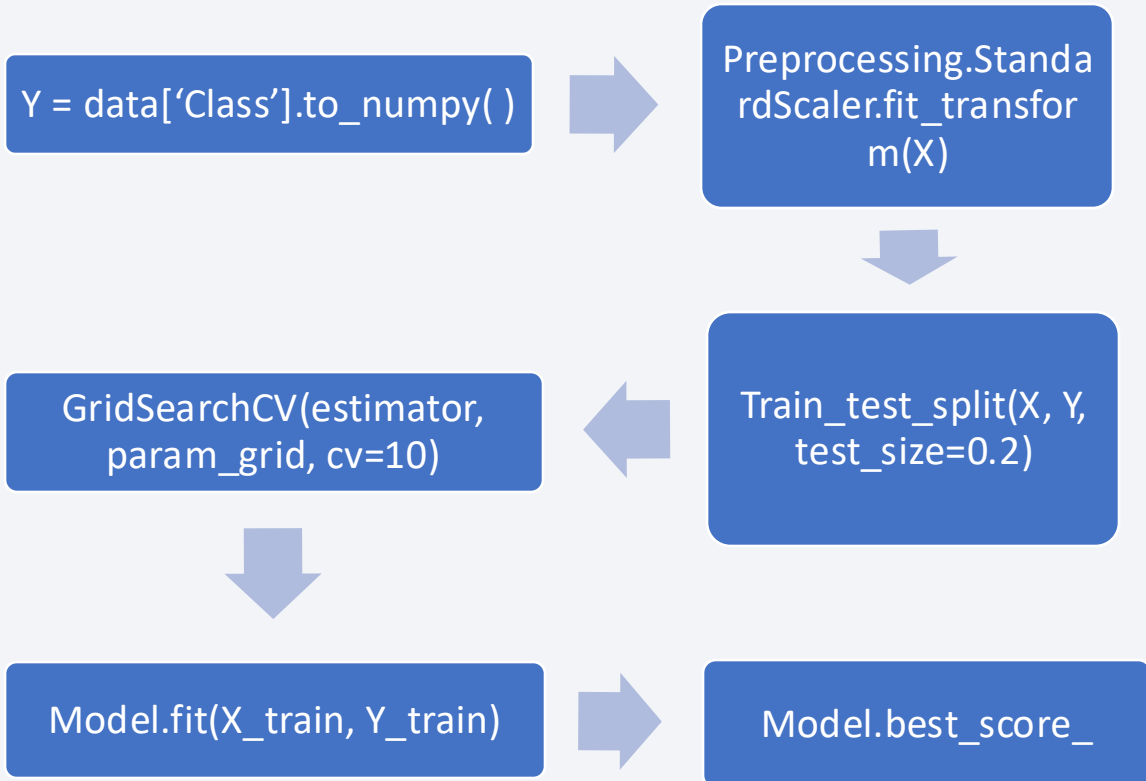 Y = data[‘Class’].to_numpy( )
Preprocessing.Standa
rdScaler.fit_transfor
m(X)
Train_test_split(X, Y,
test_size=0.2)
GridSearchCV(estimator,
param_grid, cv=10)
Model.fit(X_train, Y_train)
Model.best_score_